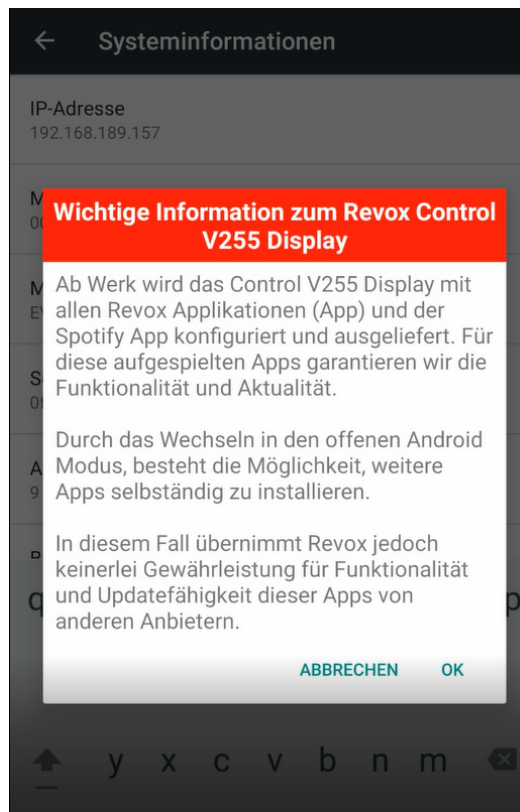 Systeminformationen
IP-Adresse
192.168.189.157
Wichtige Information zum Revox Control
V255 Display
Ab Werk wird das Control V255 Display mit
allen Revox Applikationen (App) und der
Spotify App konfiguriert und ausgeliefert. Für
diese aufgespielten Apps garantieren wir die
Funktionalität und Aktualität.
Durch das Wechseln in den offenen Android
Modus, besteht die Möglichkeit, weitere
Apps selbständig zu installieren.
In diesem Fall übernimmt Revox jedoch
keinerlei Gewährleistung für Funktionalität
und Updatefähigkeit dieser Apps von
anderen Anbietern.
ABBRECHEN OK
q p
y x c v b n m